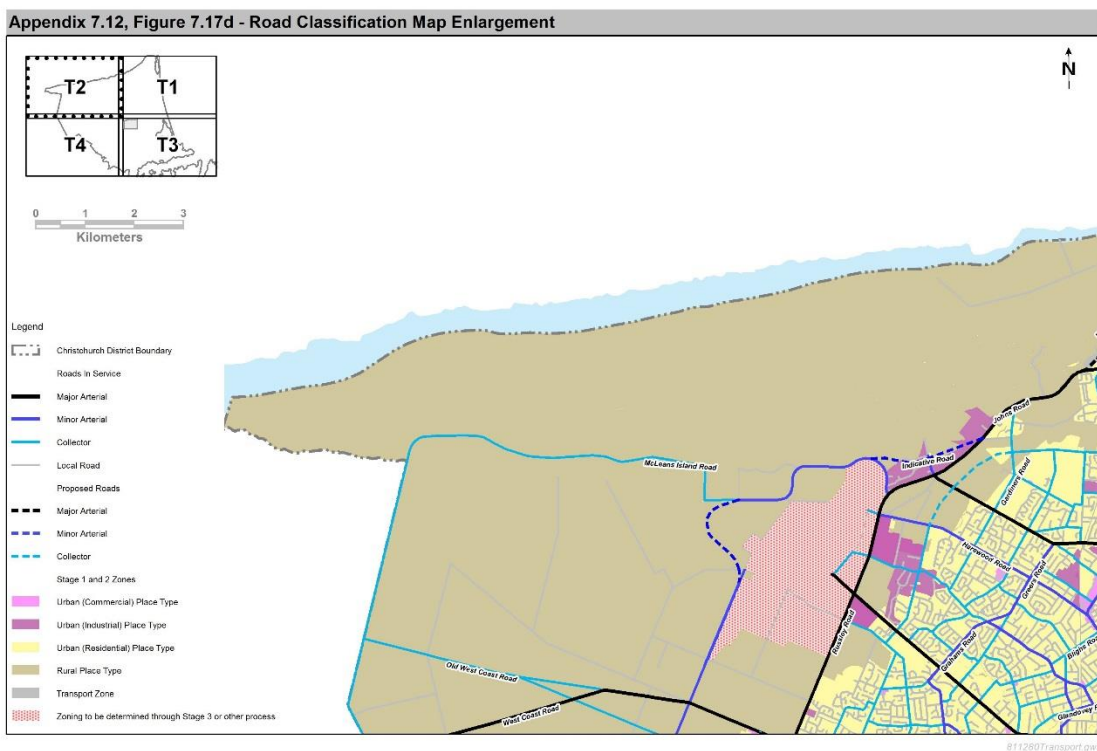 Appendix 7.12, Figure 7.17d - Road Classification Map Enlargement
T2
T1
T4
T3
N
0 1 2 3
Kilometers
Legend
Christchurch District Boundary
Roads In Service
Major Arterial
Minor Arterial
Collector
Local Road
Proposed Roads
Major Arterial
Minor Arterial
Collector
Stage 1 and 2 Zones
Urban (Commercial) Place Type
Urban (Industrial) Place Type
Urban (Residential) Place Type
Rural Place Type
Transport Zone
Zoning to be determined through Stage 3 or other process
Johns Road
McLeans Island Road
Indicative Road
Gardiners Road
Harewood Road
Greers Road
Russley Road
Grahams Road
Blighs Roa
Old West Coast Road
West Coast Road
Glandovey R
811280Transport.gw